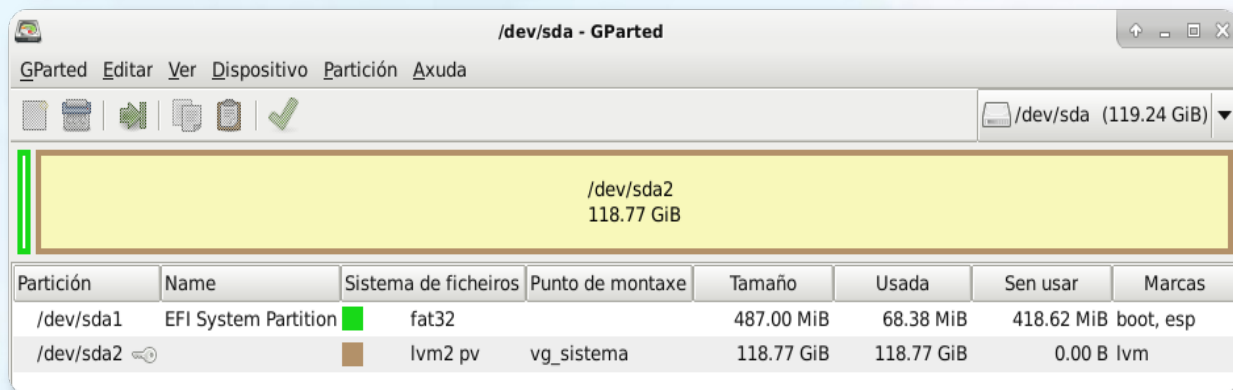 /dev/sda - GParted
GParted Editar Ver Dispositivo Partición Axuda
/dev/sda (119.24 GiB)
/dev/sda2
118.77 GiB
Partición Name Sistema de ficheiros Punto de montaxe Tamaño Usada Sen usar Marcas
/dev/sda1 EFI System Partition fat32 487.00 MiB 68.38 MiB 418.62 MiB boot, esp
/dev/sda2 lvm2 pv vg_sistema 118.77 GiB 118.77 GiB 0.00 B lvm